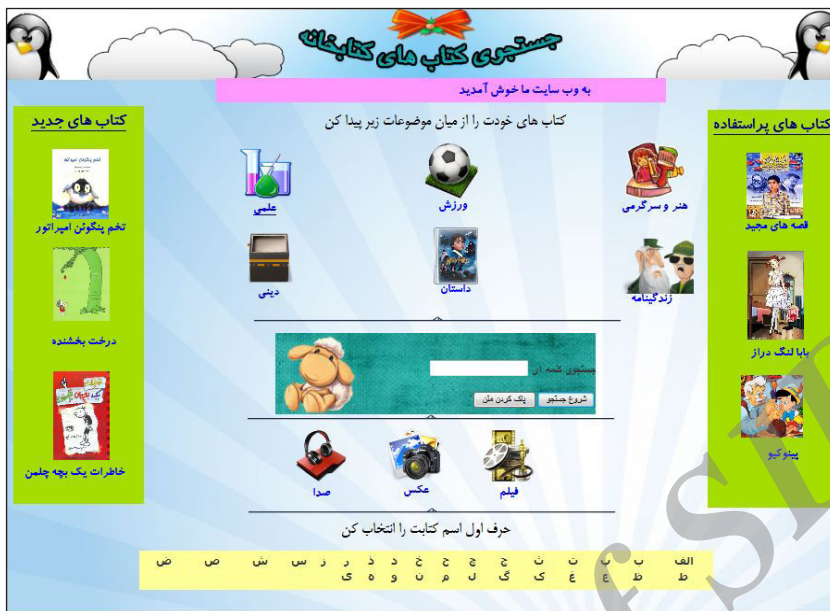 جستجوی کتاب های کتابخانه
به وب سایت ما خوش آمدید
کتاب های پراستفاده
قصه های مجید
بابا لنگ دراز
پینوکیو
کتاب های خودت را از میان موضوعات زیر پیدا کن
هنر و سرگرمی
ورزش
علمی
زندگینامه
داستان
دینی
جستجوی کلمه ای
شروع جستجو
پاک کردن متن
فیلم
عکس
صدا
حرف اول اسم کتابت را انتخاب کن
الف ب پ ت ث ج چ ح خ د ذ ر ز س ش ص ض
ط ظ ع غ ک گ ل م ن و ه ی
کتاب های جدید
تخم پنگوئن امپراتور
درخت بخشنده
خاطرات یک بچه چلمن